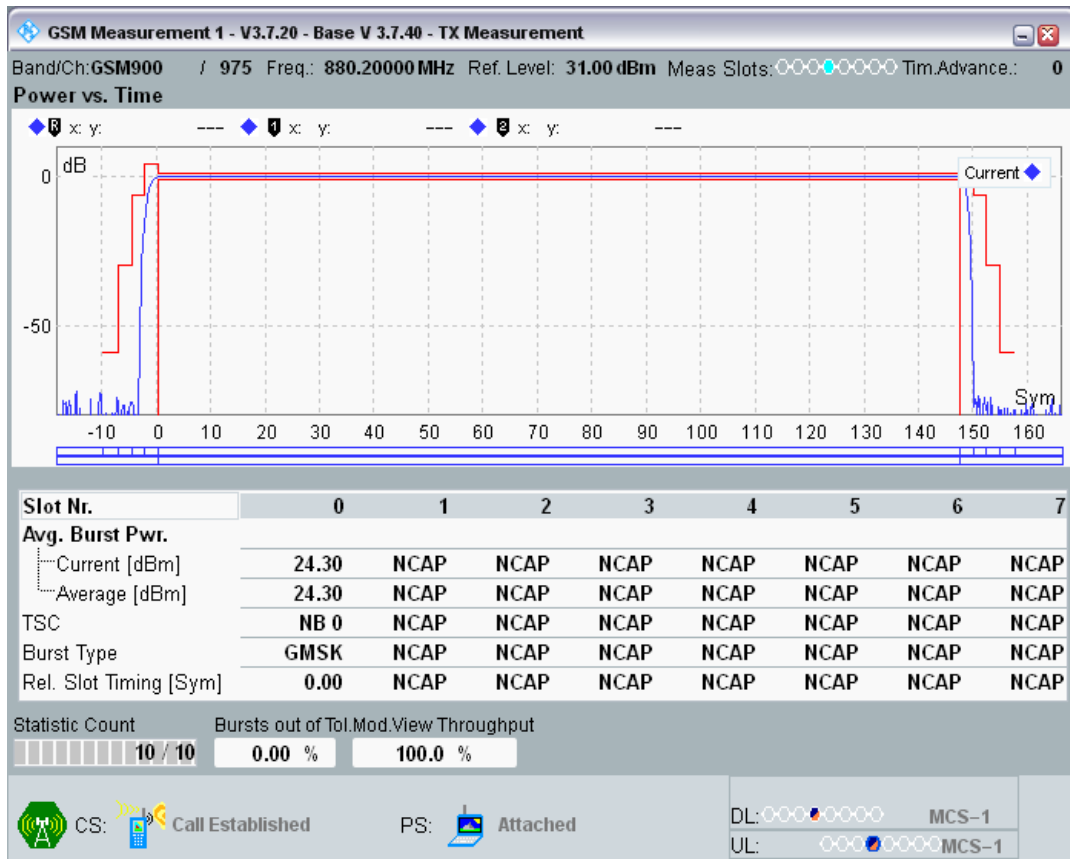 GSM Measurement 1 - V3.7.20 - Base V 3.7.40 - TX Measurement
Band/Ch:GSM900 / 975 Freq.: 880.20000 MHz Ref. Level: 31.00 dBm Meas Slots: Tim.Advance.: 0
Power vs. Time
R x: y: --- 1 x: y: --- 2 x: y: ---
dB
Current
0
-50
Sym
-10 0 10 20 30 40 50 60 70 80 90 100 110 120 130 140 150 160
Slot Nr. 0 1 2 3 4 5 6 7
Avg. Burst Pwr.
Current [dBm] 24.30 NCAP NCAP NCAP NCAP NCAP NCAP NCAP
Average [dBm] 24.30 NCAP NCAP NCAP NCAP NCAP NCAP NCAP
TSC NB 0 NCAP NCAP NCAP NCAP NCAP NCAP NCAP
Burst Type GMSK NCAP NCAP NCAP NCAP NCAP NCAP NCAP
Rel. Slot Timing [Sym] 0.00 NCAP NCAP NCAP NCAP NCAP NCAP NCAP
Statistic Count Bursts out of Tol. Mod.View Throughput
10 / 10 0.00 % 100.0 %
CS: Call Established PS: Attached DL: MCS-1
UL: MCS-1